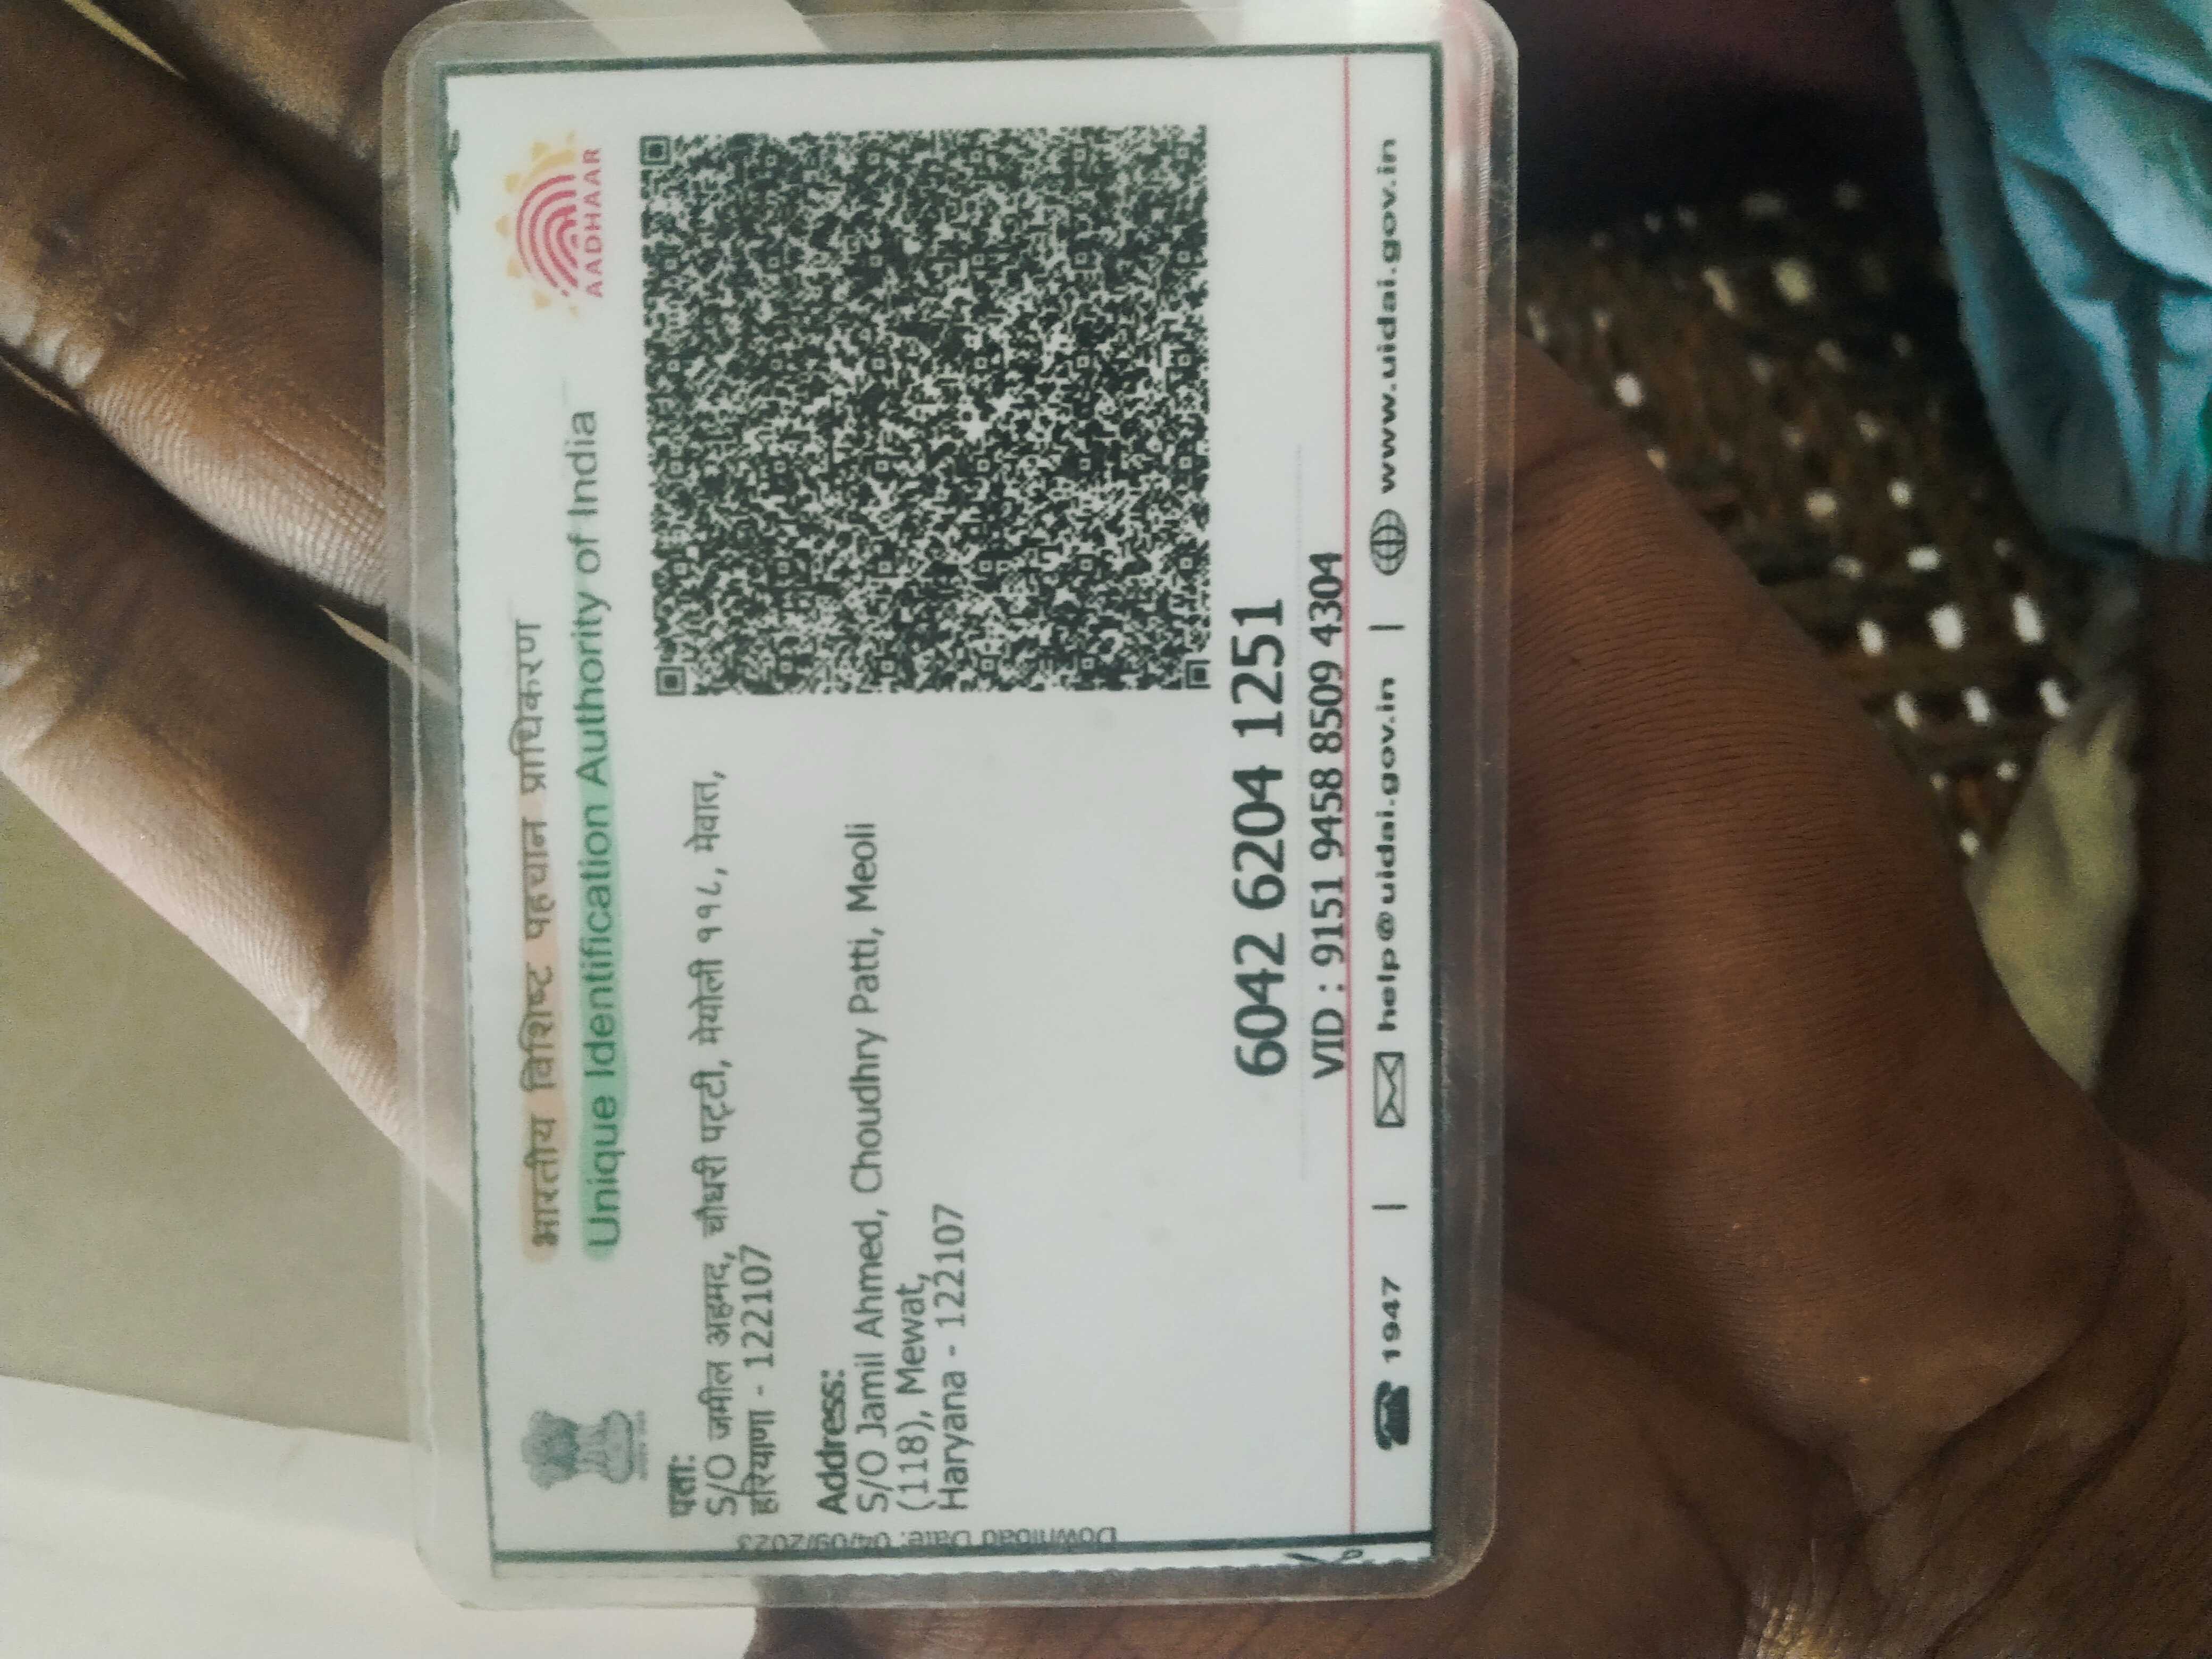 भारतीय विशिष्ट पहचान प्राधिकरण
Unique Identification Authority of India
AADHAAR
पता:
S/O जमील अहमद, चौधरी पट्टी, मेयोली ११८, मेवात,
हरियाणा - 122107
Address:
S/O Jamil Ahmed, Choudhry Patti, Meoli
(118), Mewat,
Haryana - 122107
Download Date: 04/09/2023
6042 6204 1251
VID : 9151 9458 8509 4304
1947 | help@uidai.gov.in | www.uidai.gov.in